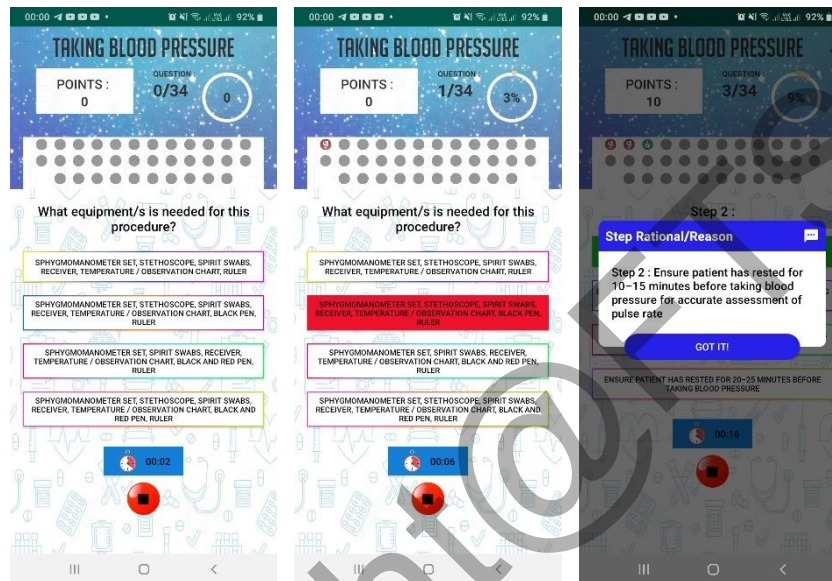 00:00 92%
TAKING BLOOD PRESSURE
POINTS :
0
QUESTION :
0/34
0
What equipment/s is needed for this
procedure?
SPHYGMOMANOMETER SET, STETHOSCOPE, SPIRIT SWABS,
RECEIVER, TEMPERATURE / OBSERVATION CHART, RULER
SPHYGMOMANOMETER SET, STETHOSCOPE, SPIRIT SWABS,
RECEIVER, TEMPERATURE / OBSERVATION CHART, BLACK PEN,
RULER
SPHYGMOMANOMETER SET, SPIRIT SWABS, RECEIVER,
TEMPERATURE / OBSERVATION CHART, BLACK AND RED PEN,
RULER
SPHYGMOMANOMETER SET, STETHOSCOPE, SPIRIT SWABS,
RECEIVER, TEMPERATURE / OBSERVATION CHART, BLACK AND
RED PEN, RULER
00:02
00:00 92%
TAKING BLOOD PRESSURE
POINTS :
0
QUESTION :
1/34
3%
What equipment/s is needed for this
procedure?
SPHYGMOMANOMETER SET, STETHOSCOPE, SPIRIT SWABS,
RECEIVER, TEMPERATURE / OBSERVATION CHART, RULER
SPHYGMOMANOMETER SET, STETHOSCOPE, SPIRIT SWABS,
RECEIVER, TEMPERATURE / OBSERVATION CHART, BLACK PEN,
RULER
SPHYGMOMANOMETER SET, SPIRIT SWABS, RECEIVER,
TEMPERATURE / OBSERVATION CHART, BLACK AND RED PEN,
RULER
SPHYGMOMANOMETER SET, STETHOSCOPE, SPIRIT SWABS,
RECEIVER, TEMPERATURE / OBSERVATION CHART, BLACK AND
RED PEN, RULER
00:06
00:00 92%
TAKING BLOOD PRESSURE
POINTS :
10
QUESTION :
3/34
9%
Step 2 :
Step Rational/Reason
Step 2 : Ensure patient has rested for
10-15 minutes before taking blood
pressure for accurate assessment of
pulse rate
GOT IT!
ENSURE PATIENT HAS RESTED FOR 20-25 MINUTES BEFORE
TAKING BLOOD PRESSURE
00:16